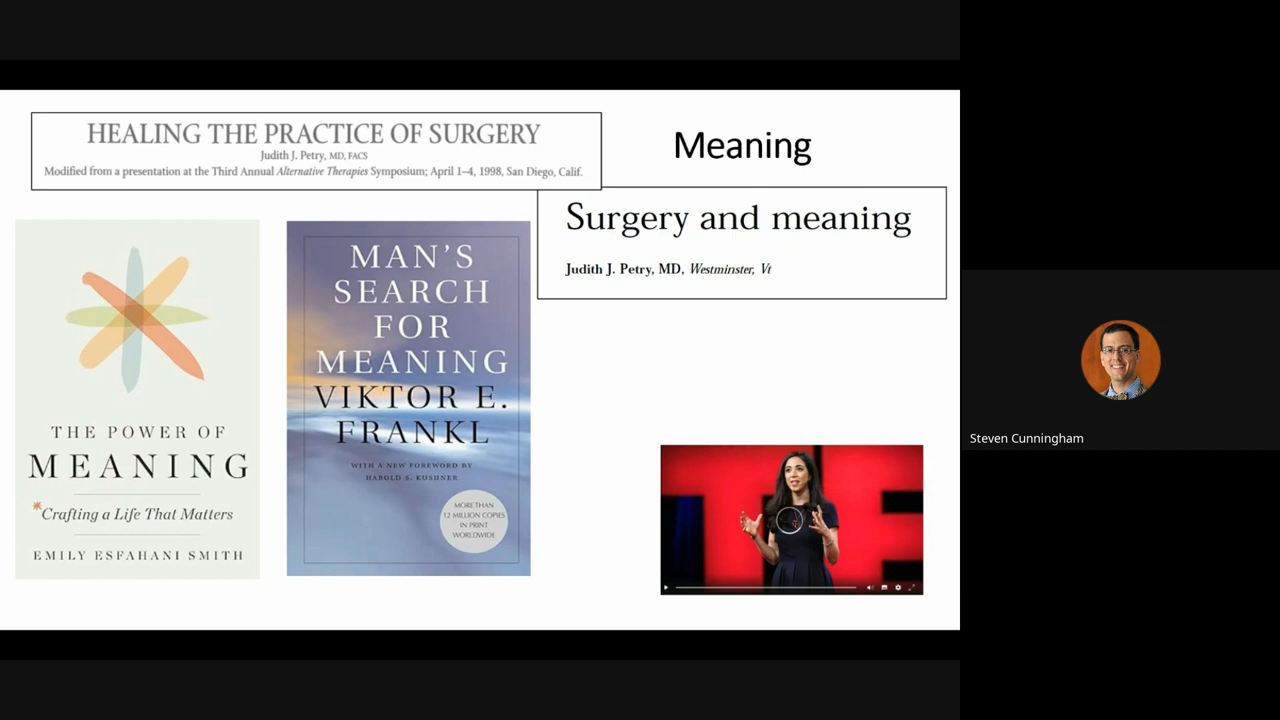 HEALING THE PRACTICE OF SURGERY
Judith J. Petry, MD, FACS
Modified from a presentation at the Third Annual Alternative Therapies Symposium; April 1–4, 1998, San Diego, Calif.
Meaning
Surgery and meaning
Judith J. Petry, MD, Westminster, Vt
THE POWER OF
MEANING
*Crafting a Life That Matters
EMILY ESFAHANI SMITH
MAN'S
SEARCH
FOR
MEANING
VIKTOR E.
FRANKL
WITH A NEW FOREWORD BY
HAROLD S. KUSHNER
MORE THAN
12 MILLION COPIES
IN PRINT
WORLDWIDE
Steven Cunningham